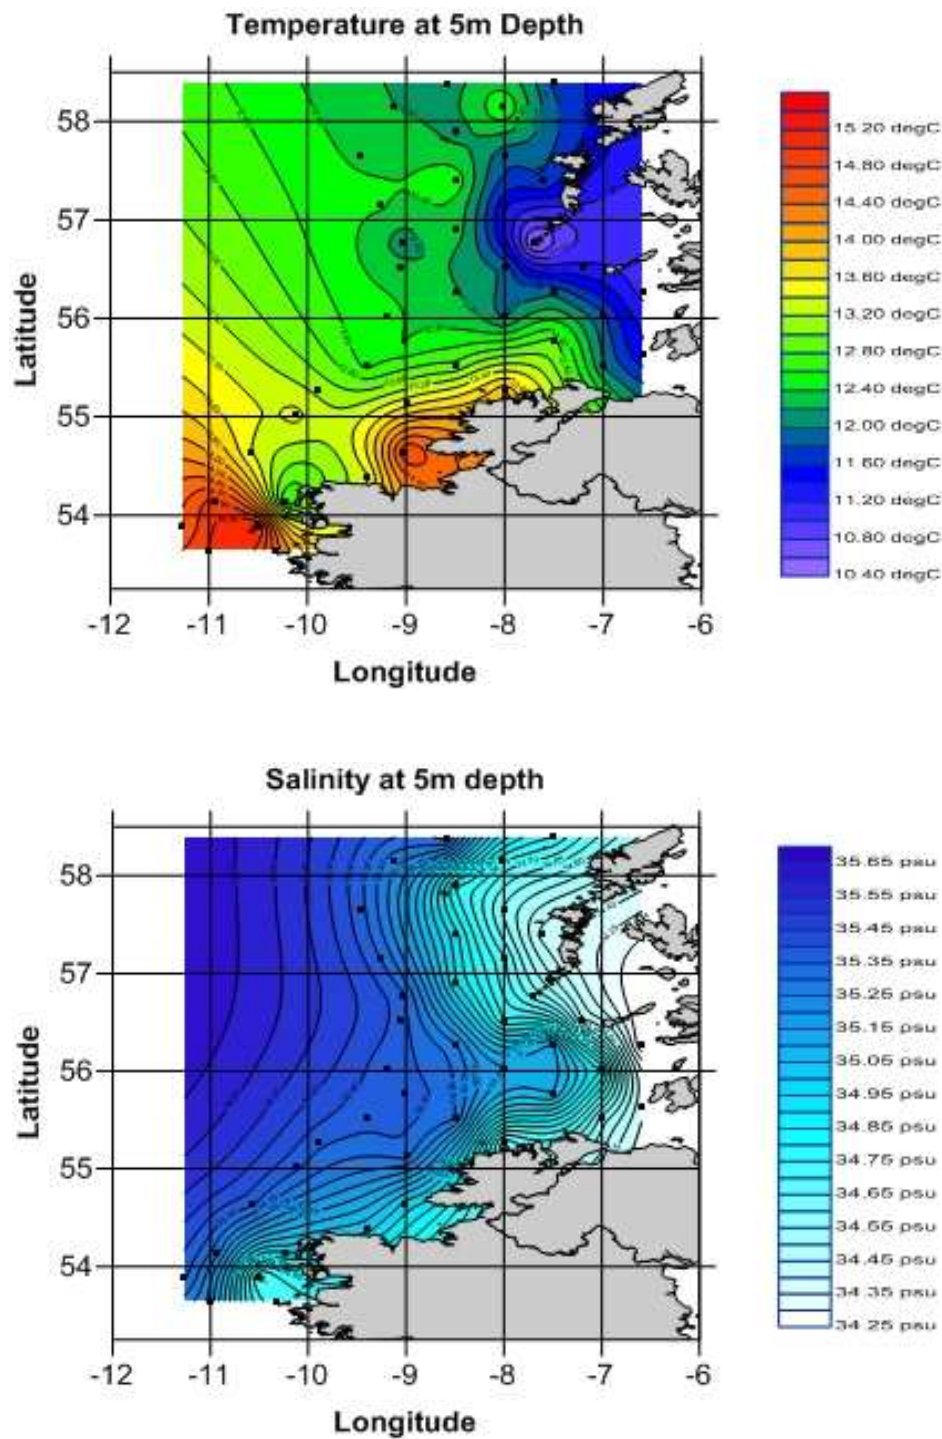 Temperature at 5m Depth
58
57
56
55
54
Latitude
-12 -11 -10 -9 -8 -7 -6
Longitude
15.20 degC
14.80 degC
14.40 degC
14.00 degC
13.60 degC
13.20 degC
12.80 degC
12.40 degC
12.00 degC
11.60 degC
11.20 degC
10.80 degC
10.40 degC
Salinity at 5m depth
58
57
56
55
54
Latitude
-12 -11 -10 -9 -8 -7 -6
Longitude
35.65 psu
35.55 psu
35.45 psu
35.35 psu
35.25 psu
35.15 psu
35.05 psu
34.95 psu
34.85 psu
34.75 psu
34.65 psu
34.55 psu
34.45 psu
34.35 psu
34.25 psu